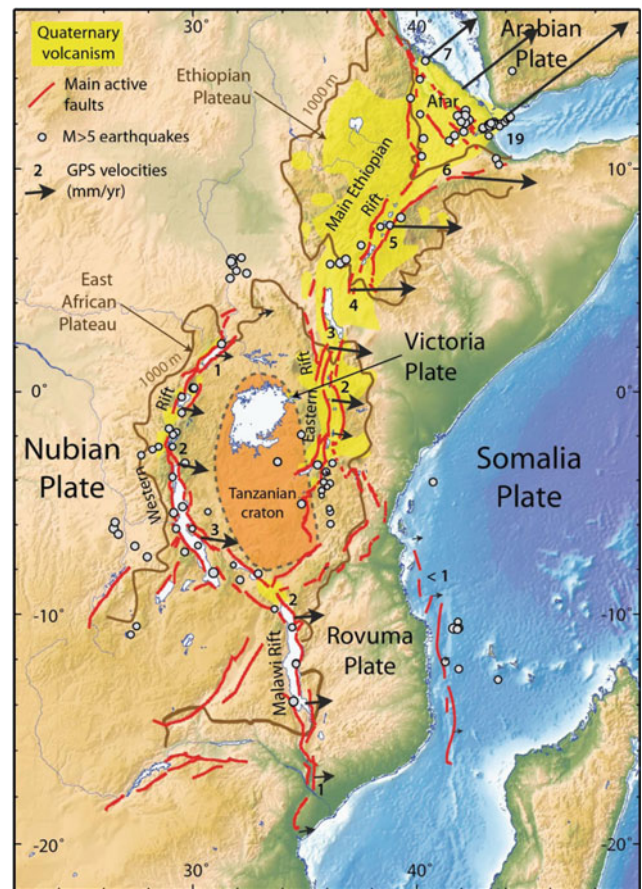 30°
40°
Quaternary
volcanism
Main active
faults
M>5 earthquakes
2
GPS velocities
(mm/yr)
Ethiopian
Plateau
1000 m
Arabian
Plate
7
Afar
19
10°
6
Main Ethiopian
Rift
5
4
East
African
Plateau
1000 m
3
Victoria
Plate
1
Rift
Rift
0°
0°
2
Eastern
Nubian
Plate
2
Western
Somalia
Plate
Tanzanian
craton
3
< 1
-10°
-10°
2
Rovuma
Plate
Malawi Rift
1
-20°
-20°
30°
40°